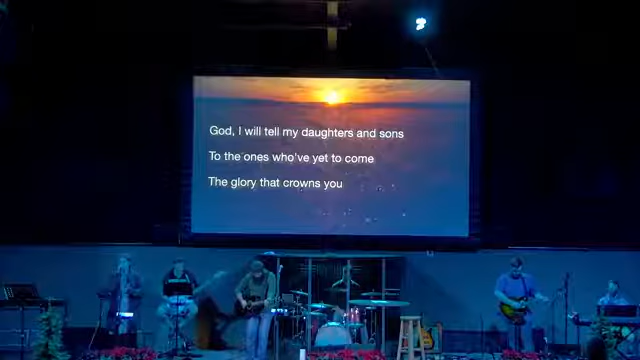 God, I will tell my daughters and sons
To the ones who've yet to come
The glory that crowns you